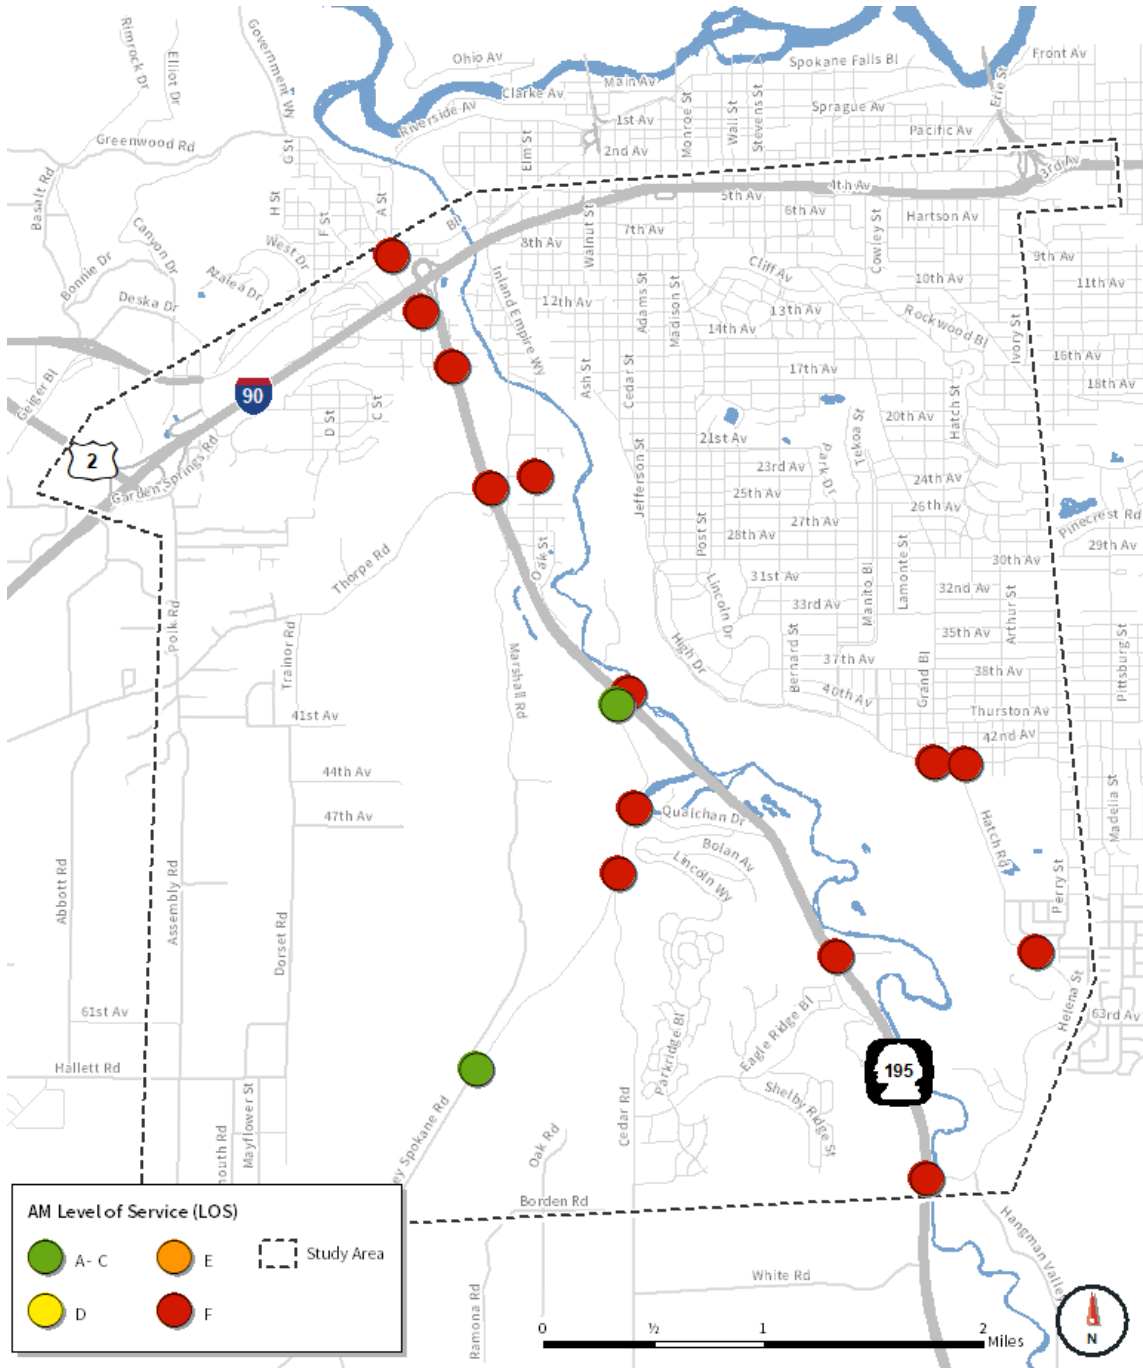 Rimrock Dr
Elliot Dr
Government Wy
Ohio Av
Main Av
Clarke Av
Riverside Av
Spokane Falls Bl
Front Av
Erie St
Sprague Av
Pacific Av
3rd Av
1st Av
2nd Av
Elm St
Monroe St
Wall St
Stevens St
Greenwood Rd
G St
Basalt Rd
H St
F St
A St
Bl
4th Av
5th Av
6th Av
7th Av
8th Av
Walnut St
Cowley St
Hartson Av
9th Av
10th Av
11th Av
Canyon Dr
West Dr
Bonnie Dr
Azalea Dr
Deska Dr
Inland Empire Wy
12th Av
Adams St
Madison St
Cliff Av
13th Av
14th Av
Rockwood Bl
Ivory St
16th Av
17th Av
18th Av
Geiger Bl
90
2
D St
C St
Ash St
Cedar St
Hatch St
20th Av
Tekoa St
21st Av
23rd Av
Park Dr
24th Av
25th Av
26th Av
Garden Springs Rd
Jefferson St
Post St
27th Av
28th Av
Pinecrest Rd
29th Av
30th Av
Oak St
Thorpe Rd
31st Av
32nd Av
33rd Av
Manito Bl
Lamonte St
Arthur St
Lincoln Dr
High Dr
Bernard St
35th Av
37th Av
38th Av
40th Av
Grand Bl
Pittsburg St
Polk Rd
Trainor Rd
Marshall Rd
41st Av
Thurston Av
42nd Av
44th Av
47th Av
Qualchan Dr
Bolan Av
Lincoln Wy
Hatch Rd
Madelia St
Perry St
Abbott Rd
Assembly Rd
Dorset Rd
61st Av
Helena St
63rd Av
Hallett Rd
Parkridge Bl
Eagle Ridge Bl
195
Shelby Ridge St
Mayflower St
mouth Rd
ey Spokane Rd
Oak Rd
Cedar Rd
Borden Rd
Hangman Valley
White Rd
Ramona Rd
AM Level of Service (LOS)
A- C
E
Study Area
D
F
0 ½ 1 2 Miles
N